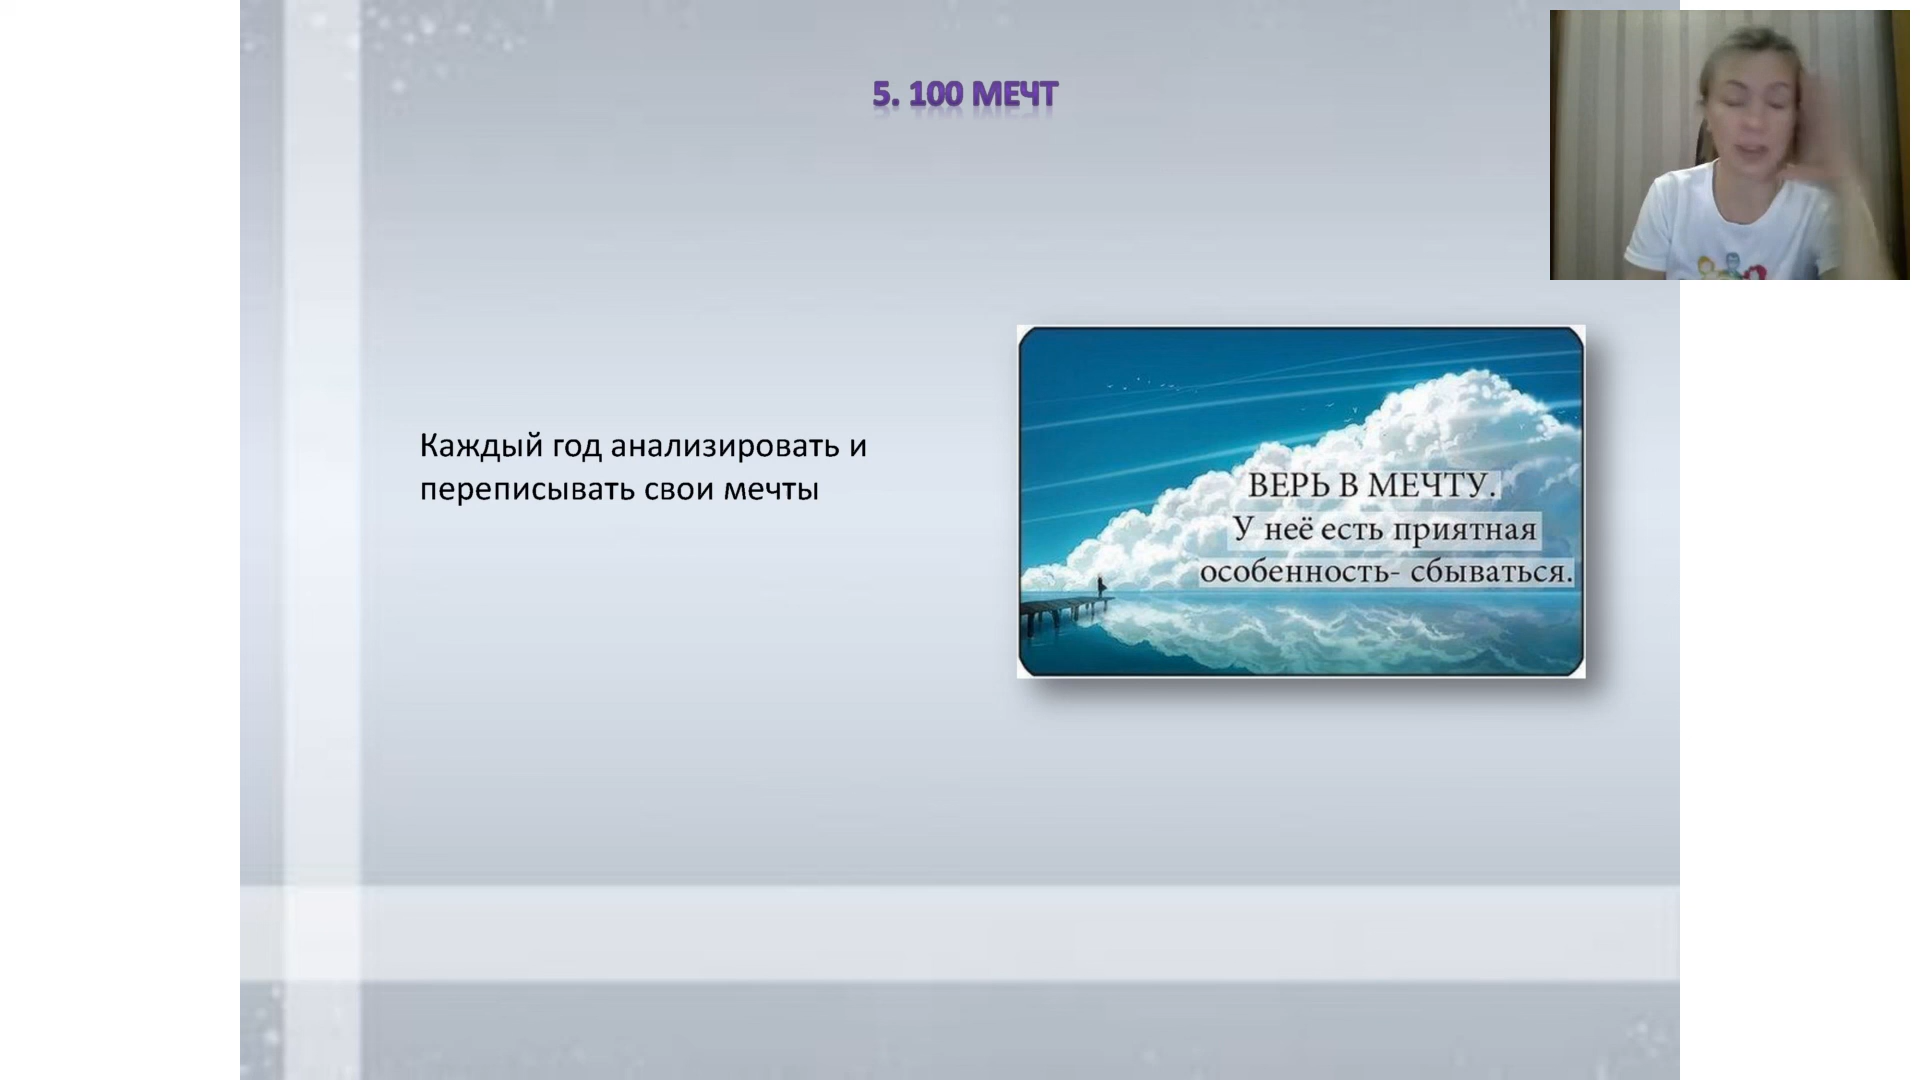 5. 100 МЕЧТ
Каждый год анализировать и
переписывать свои мечты
ВЕРЬ В МЕЧТУ.
У неё есть приятная
особенность- сбываться.